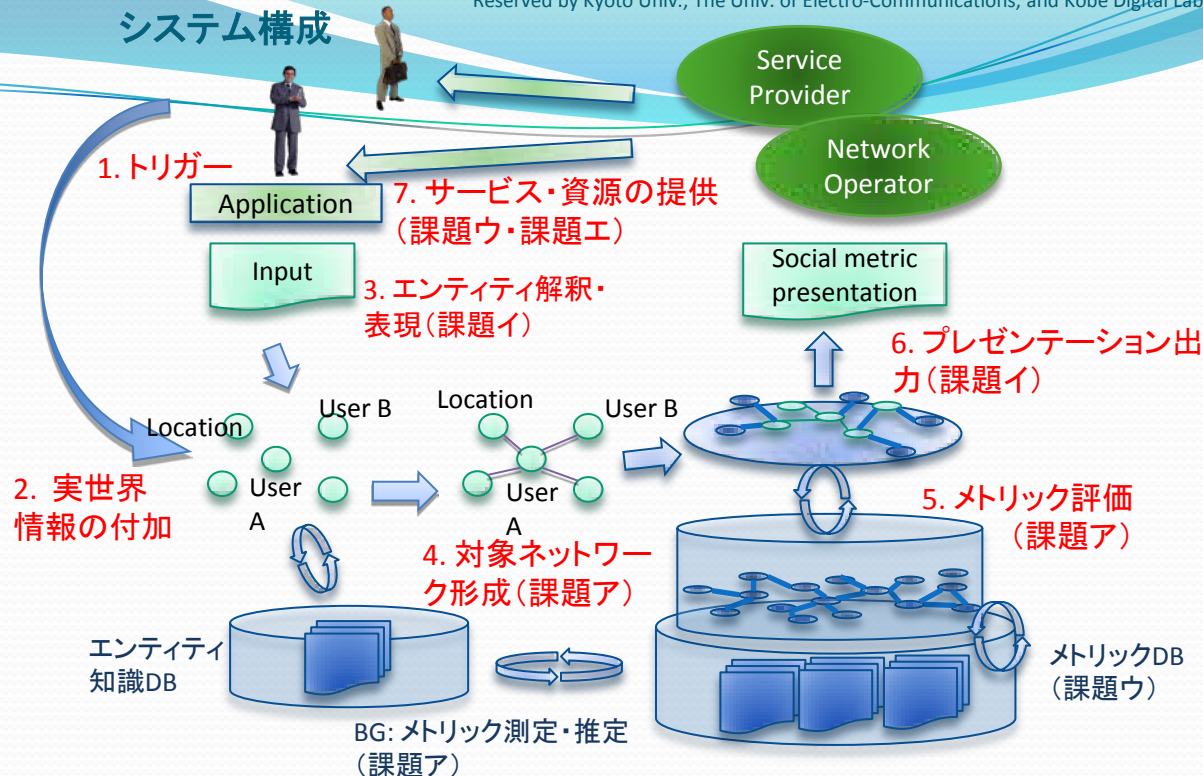 Reserved by Kyoto Univ., The Univ. of Electro-Communications, and Kobe Digital Lab
システム構成
Service
Provider
Network
Operator
1. トリガー
Application
7. サービス・資源の提供
(課題ウ・課題エ)
Input
3. エンティティ解釈・
表現(課題イ)
Social metric
presentation
6. プレゼンテーション出
力(課題イ)
Location
User B
User
A
Location
User B
User
A
2. 実世界
情報の付加
4. 対象ネットワー
ク形成(課題ア)
5. メトリック評価
(課題ア)
エンティティ
知識DB
BG: メトリック測定・推定
(課題ア)
メトリックDB
(課題ウ)